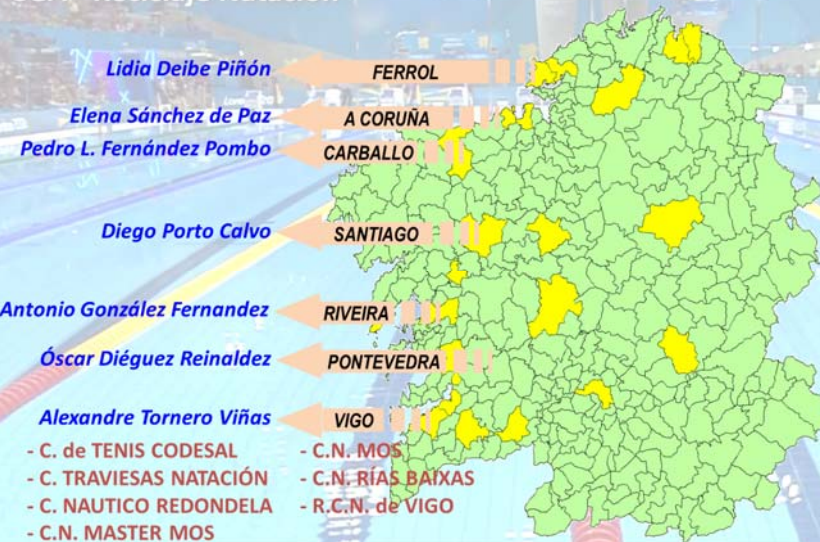 Lidia Deibe Piñón FERROL
Elena Sánchez de Paz A CORUÑA
Pedro L. Fernández Pombo CARBALLO
Diego Porto Calvo SANTIAGO
Antonio González Fernandez RIVEIRA
Óscar Diéguez Reinaldez PONTEVEDRA
Alexandre Tornero Viñas VIGO
- C. de TENIS CODESAL - C.N. MOS
- C. TRAVIESAS NATACIÓN - C.N. RÍAS BAIXAS
- C. NAUTICO REDONDELA - R.C.N. de VIGO
- C.N. MASTER MOS